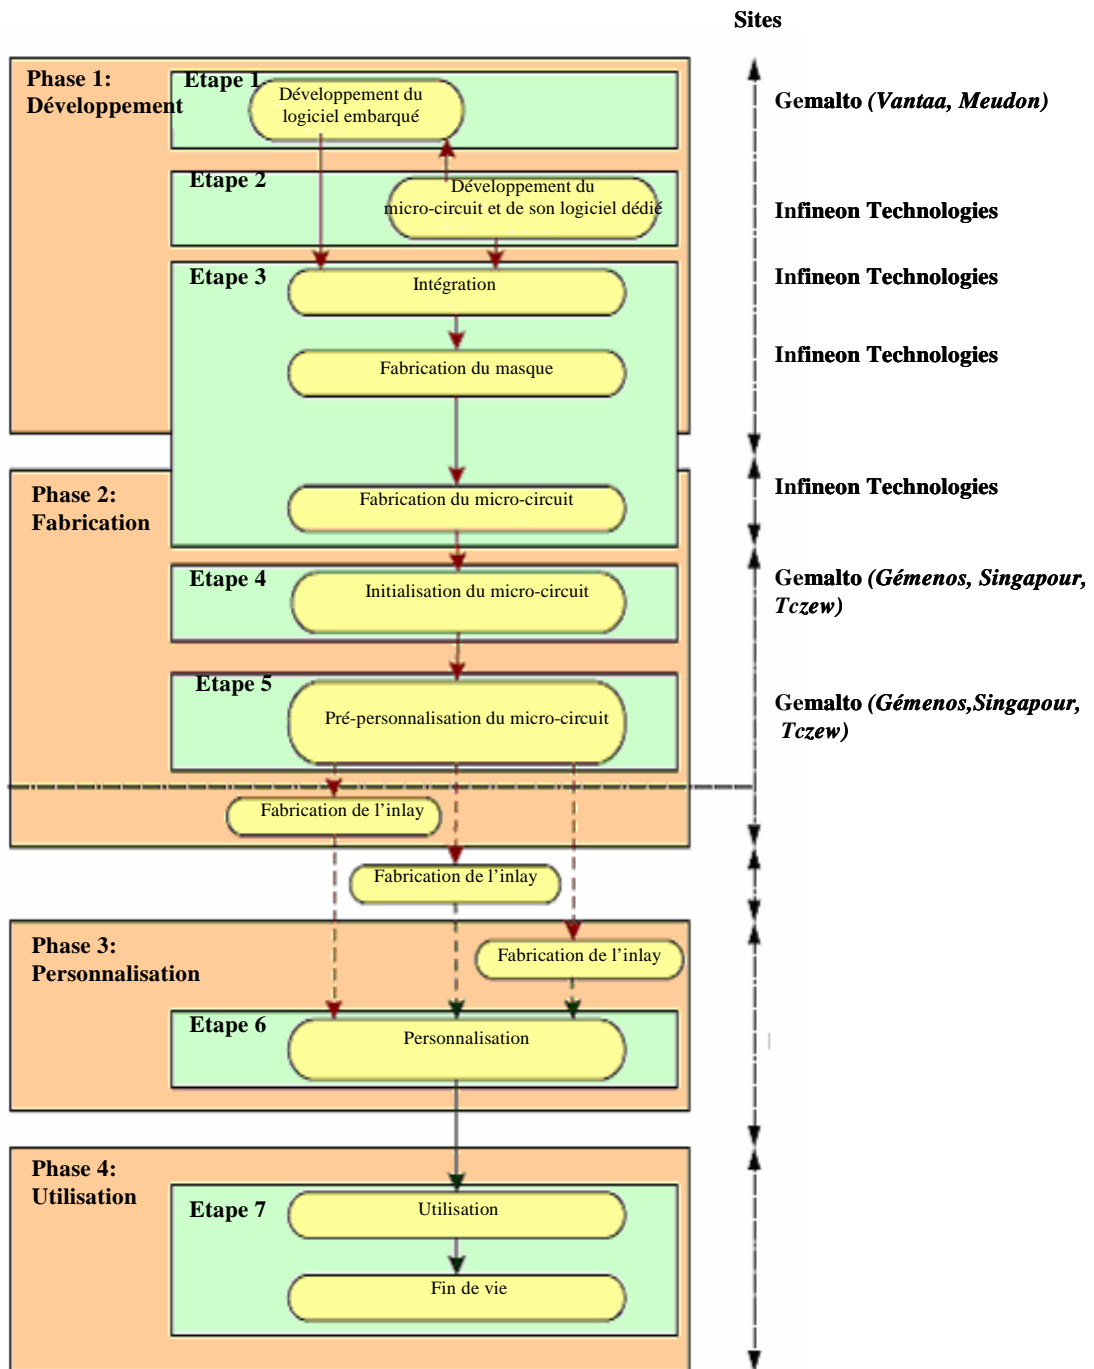 Sites
Phase 1:
Développement
Etape 1
Développement du
logiciel embarqué
Gemalto (Vantaa, Meudon)
Etape 2
Développement du
micro-circuit et de son logiciel dédié
Infineon Technologies
Etape 3
Intégration
Infineon Technologies
Fabrication du masque
Infineon Technologies
Phase 2:
Fabrication
Fabrication du micro-circuit
Infineon Technologies
Etape 4
Initialisation du micro-circuit
Gemalto (Gémenos, Singapour,
Tczew)
Etape 5
Pré-personnalisation du micro-circuit
Gemalto (Gémenos,Singapour,
Tczew)
Fabrication de l’inlay
Fabrication de l’inlay
Phase 3:
Personnalisation
Fabrication de l’inlay
Etape 6
Personnalisation
Phase 4:
Utilisation
Etape 7
Utilisation
Fin de vie